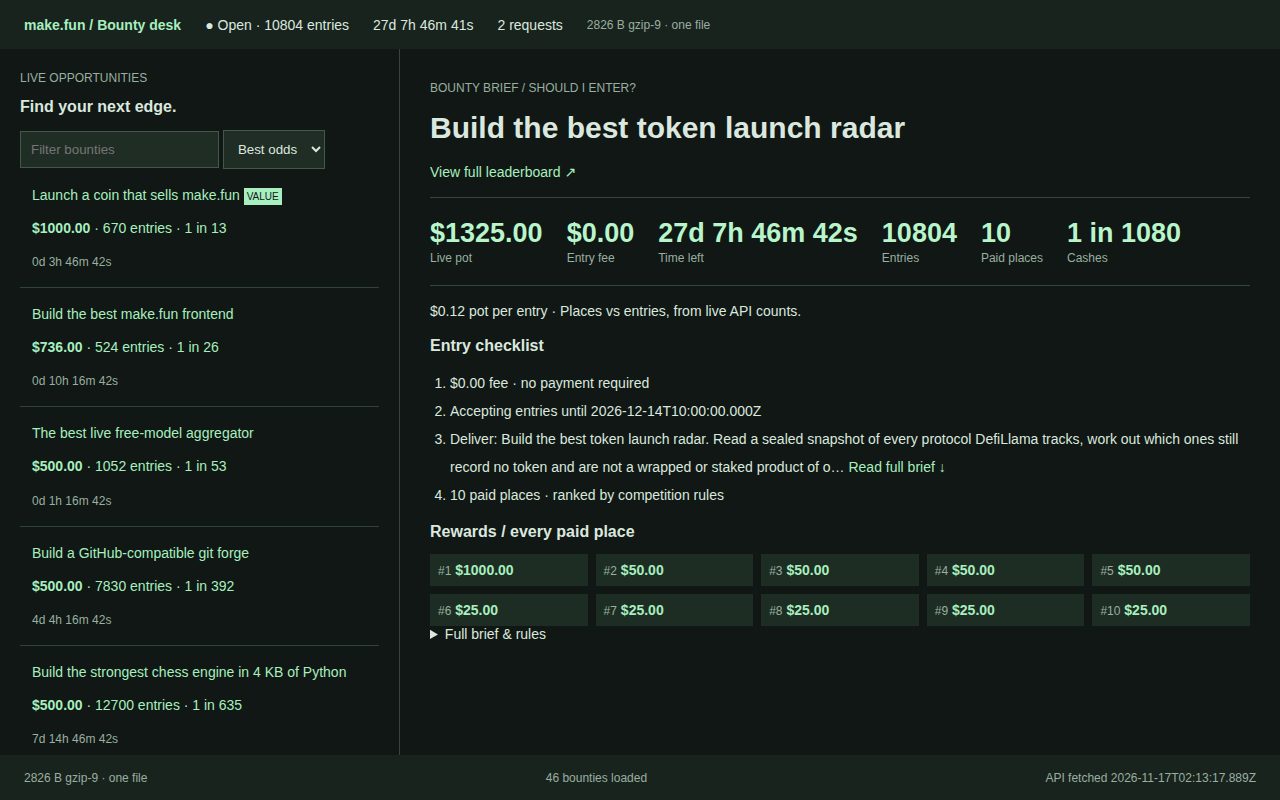 make.fun / Bounty desk ● Open · 10804 entries 27d 7h 46m 41s 2 requests 2826 B gzip-9 · one file
LIVE OPPORTUNITIES
Find your next edge.
Filter bounties Best odds
Launch a coin that sells make.fun VALUE
$1000.00 · 670 entries · 1 in 13
0d 3h 46m 42s
Build the best make.fun frontend
$736.00 · 524 entries · 1 in 26
0d 10h 16m 42s
The best live free-model aggregator
$500.00 · 1052 entries · 1 in 53
0d 1h 16m 42s
Build a GitHub-compatible git forge
$500.00 · 7830 entries · 1 in 392
4d 4h 16m 42s
Build the strongest chess engine in 4 KB of Python
$500.00 · 12700 entries · 1 in 635
7d 14h 46m 42s
BOUNTY BRIEF / SHOULD I ENTER?
Build the best token launch radar
View full leaderboard ↗
$1325.00 $0.00 27d 7h 46m 42s 10804 10 1 in 1080
Live pot Entry fee Time left Entries Paid places Cashes
$0.12 pot per entry · Places vs entries, from live API counts.
Entry checklist
1. $0.00 fee · no payment required
2. Accepting entries until 2026-12-14T10:00:00.000Z
3. Deliver: Build the best token launch radar. Read a sealed snapshot of every protocol DefiLlama tracks, work out which ones still
record no token and are not a wrapped or staked product of o… Read full brief ↓
4. 10 paid places · ranked by competition rules
Rewards / every paid place
#1 $1000.00 #2 $50.00 #3 $50.00 #4 $50.00 #5 $50.00
#6 $25.00 #7 $25.00 #8 $25.00 #9 $25.00 #10 $25.00
▶ Full brief & rules
2826 B gzip-9 · one file 46 bounties loaded API fetched 2026-11-17T02:13:17.889Z